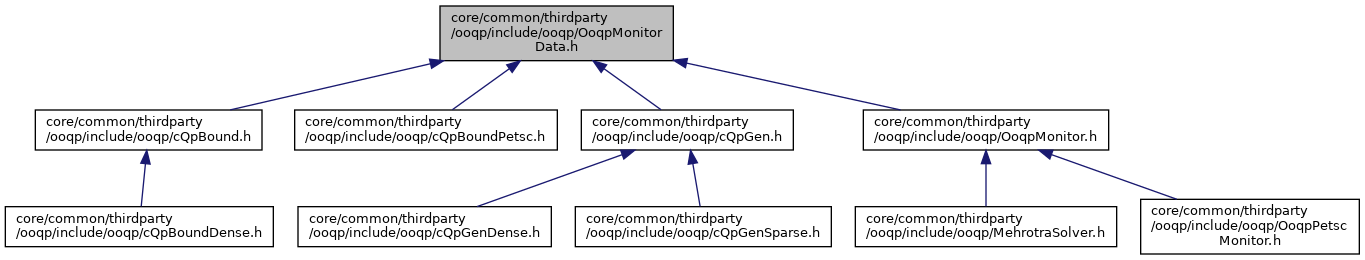 core/common/thirdparty
/ooqp/include/ooqp/OoqpMonitor
Data.h
core/common/thirdparty
/ooqp/include/ooqp/cQpBound.h
core/common/thirdparty
/ooqp/include/ooqp/cQpBoundPetsc.h
core/common/thirdparty
/ooqp/include/ooqp/cQpGen.h
core/common/thirdparty
/ooqp/include/ooqp/OoqpMonitor.h
core/common/thirdparty
/ooqp/include/ooqp/cQpBoundDense.h
core/common/thirdparty
/ooqp/include/ooqp/cQpGenDense.h
core/common/thirdparty
/ooqp/include/ooqp/cQpGenSparse.h
core/common/thirdparty
/ooqp/include/ooqp/MehrotraSolver.h
core/common/thirdparty
/ooqp/include/ooqp/OoqpPetsc
Monitor.h